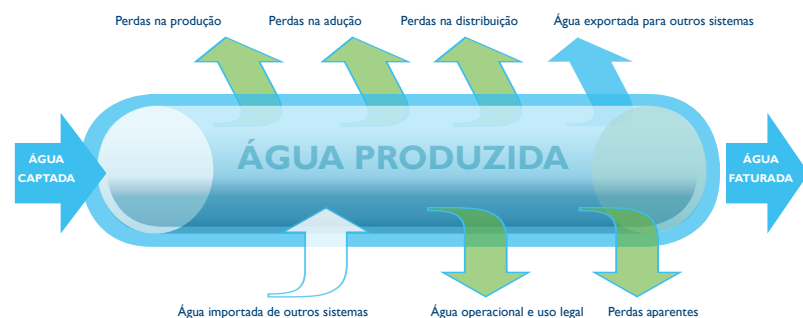 Perdas na produção
Perdas na adução
Perdas na distribuição
Água exportada para outros sistemas
ÁGUA
CAPTADA
ÁGUA PRODUZIDA
ÁGUA
FATURADA
Água importada de outros sistemas
Água operacional e uso legal
Perdas aparentes